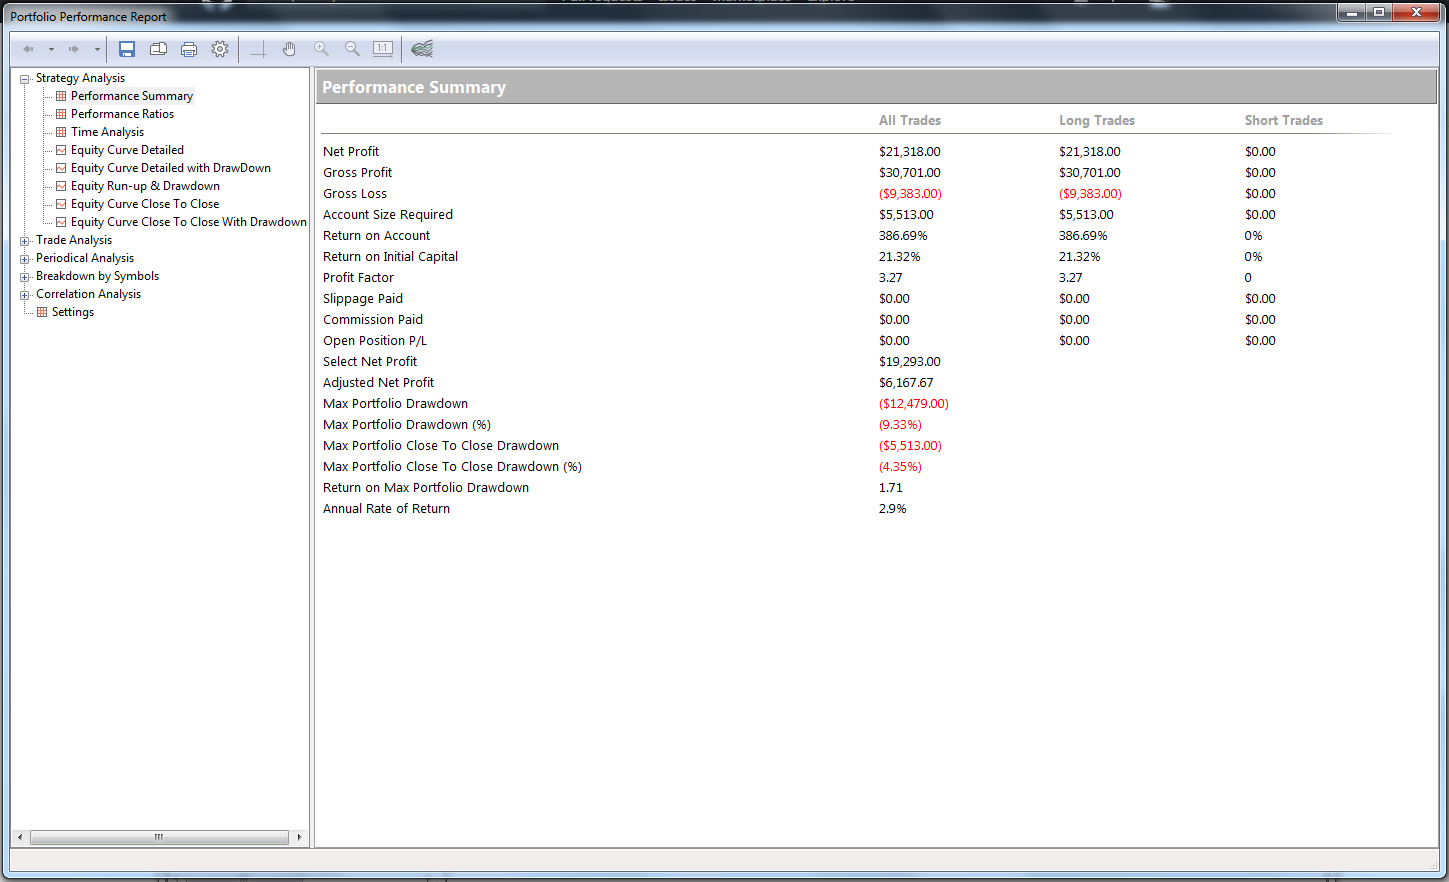 Portfolio Performance Report
1:1
Strategy Analysis
Performance Summary
Performance Ratios
Time Analysis
Equity Curve Detailed
Equity Curve Detailed with DrawDown
Equity Run-up & Drawdown
Equity Curve Close To Close
Equity Curve Close To Close With Drawdown
Trade Analysis
Periodical Analysis
Breakdown by Symbols
Correlation Analysis
Settings
Performance Summary
All Trades Long Trades Short Trades
Net Profit $21,318.00 $21,318.00 $0.00
Gross Profit $30,701.00 $30,701.00 $0.00
Gross Loss ($9,383.00) ($9,383.00) $0.00
Account Size Required $5,513.00 $5,513.00 $0.00
Return on Account 386.69% 386.69% 0%
Return on Initial Capital 21.32% 21.32% 0%
Profit Factor 3.27 3.27 0
Slippage Paid $0.00 $0.00 $0.00
Commission Paid $0.00 $0.00 $0.00
Open Position P/L $0.00 $0.00 $0.00
Select Net Profit $19,293.00
Adjusted Net Profit $6,167.67
Max Portfolio Drawdown ($12,479.00)
Max Portfolio Drawdown (%) (9.33%)
Max Portfolio Close To Close Drawdown ($5,513.00)
Max Portfolio Close To Close Drawdown (%) (4.35%)
Return on Max Portfolio Drawdown 1.71
Annual Rate of Return 2.9%